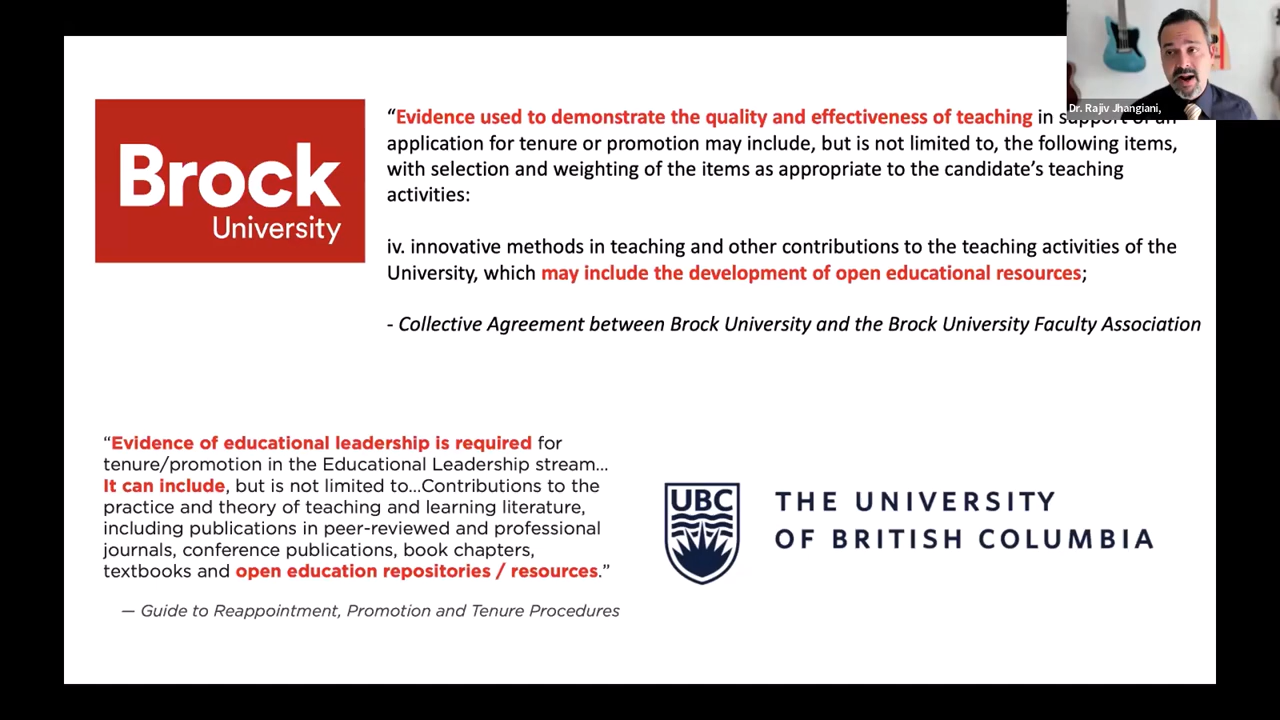 Dr. Rajiv Jhangiani,
Brock
University
“Evidence used to demonstrate the quality and effectiveness of teaching in support of an
application for tenure or promotion may include, but is not limited to, the following items,
with selection and weighting of the items as appropriate to the candidate’s teaching
activities:
iv. innovative methods in teaching and other contributions to the teaching activities of the
University, which may include the development of open educational resources;
- Collective Agreement between Brock University and the Brock University Faculty Association
“Evidence of educational leadership is required for
tenure/promotion in the Educational Leadership stream...
It can include, but is not limited to...Contributions to the
practice and theory of teaching and learning literature,
including publications in peer-reviewed and professional
journals, conference publications, book chapters,
textbooks and open education repositories / resources.”
— Guide to Reappointment, Promotion and Tenure Procedures
UBC
THE UNIVERSITY
OF BRITISH COLUMBIA